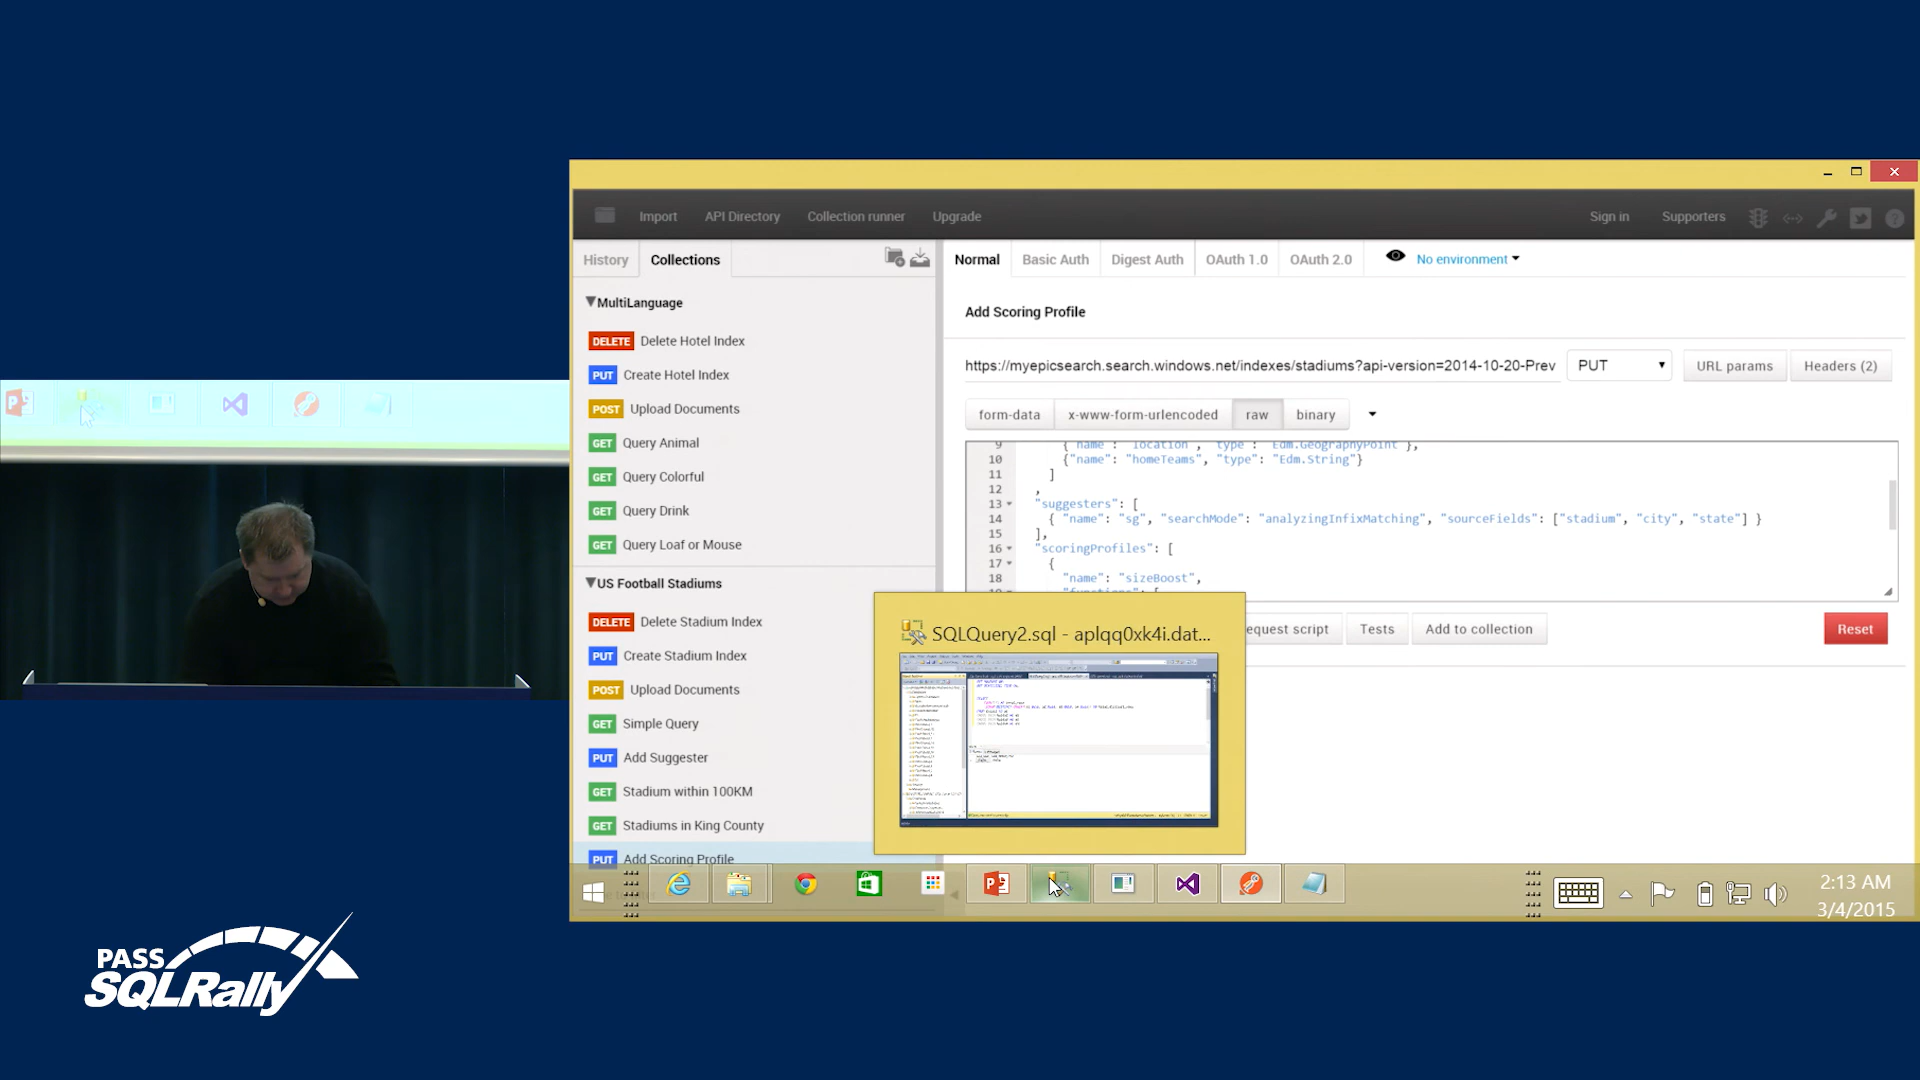 Import API Directory Collection runner Upgrade Sign in Supporters
History Collections
Normal Basic Auth Digest Auth OAuth 1.0 OAuth 2.0 No environment
MultiLanguage
DELETE Delete Hotel Index
PUT Create Hotel Index
POST Upload Documents
GET Query Animal
GET Query Colorful
GET Query Drink
GET Query Loaf or Mouse
US Football Stadiums
DELETE Delete Stadium Index
PUT Create Stadium Index
POST Upload Documents
GET Simple Query
PUT Add Suggester
GET Stadium within 100KM
GET Stadiums in King County
PUT Add Scoring Profile
Add Scoring Profile
https://myepicsearch.search.windows.net/indexes/stadiums?api-version=2014-10-20-Prev PUT URL params Headers (2)
form-data x-www-form-urlencoded raw binary
9 { "name": "location", "type": "Edm.GeographyPoint"},
10 {"name": "homeTeams", "type": "Edm.String"}
11 ]
12 ,
13 "suggesters": [
14 { "name": "sg", "searchMode": "analyzingInfixMatching", "sourceFields": ["stadium", "city", "state"] }
15 ],
16 "scoringProfiles": [
17 {
18 "name": "sizeBoost",
19 "functions": [
equest script Tests Add to collection Reset
SQLQuery2.sql - aplqq0xk4i.dat...
2:13 AM
3/4/2015
PASS
SQLRally